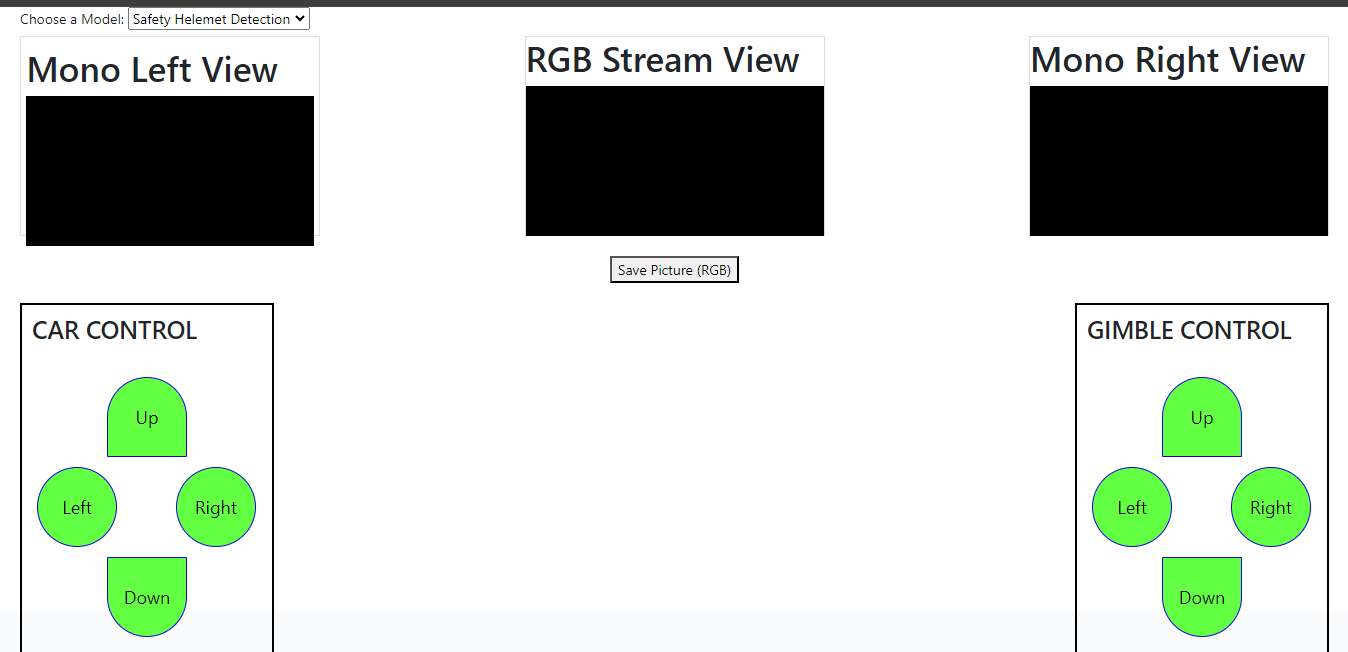 Choose a Model: Safety Helemet Detection
Mono Left View
RGB Stream View
Mono Right View
Save Picture (RGB)
CAR CONTROL
Up
Left
Right
Down
GIMBLE CONTROL
Up
Left
Right
Down